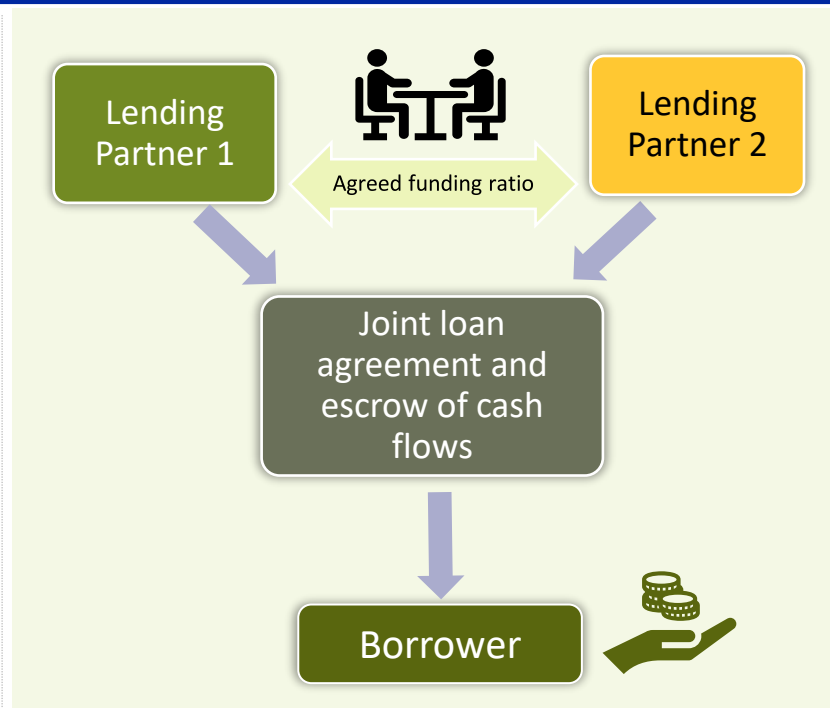 Lending
Partner 1
Agreed funding ratio
Lending
Partner 2
Joint loan
agreement and
escrow of cash
flows
Borrower